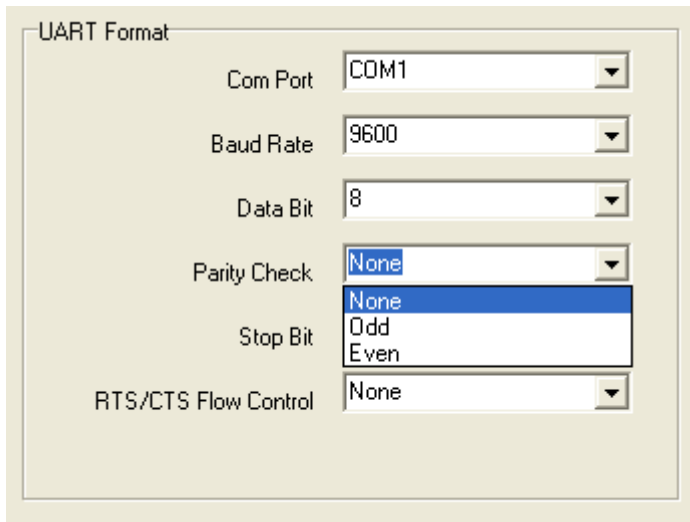 UART Format
Com Port COM1
Baud Rate 9600
Data Bit 8
Parity Check None
None
Stop Bit Odd
Even
RTS/CTS Flow Control None